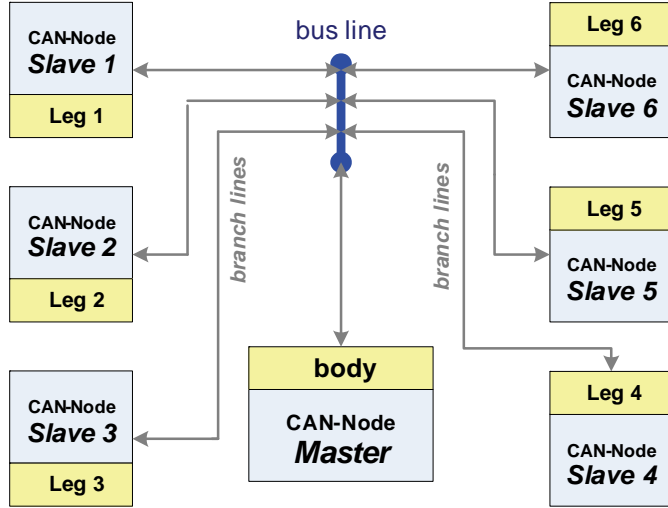 bus line
CAN-Node
Slave 1
Leg 1
CAN-Node
Slave 2
Leg 2
CAN-Node
Slave 3
Leg 3
branch lines
body
CAN-Node
Master
branch lines
Leg 6
CAN-Node
Slave 6
Leg 5
CAN-Node
Slave 5
Leg 4
CAN-Node
Slave 4